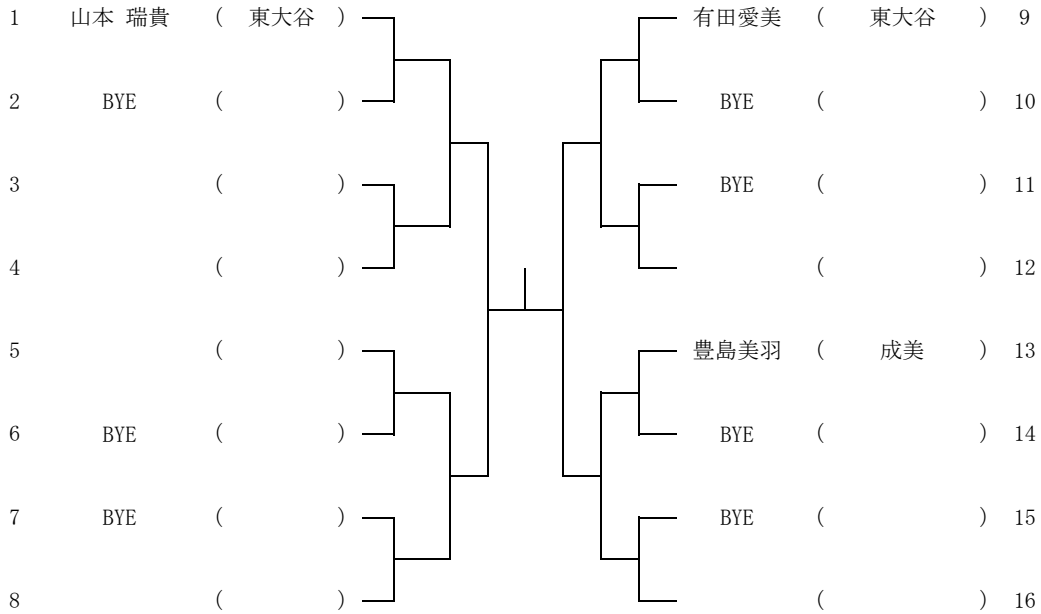 1 山本 瑞貴 ( 東大谷 ) 有田愛美 ( 東大谷 ) 9
2 BYE ( ) BYE ( ) 10
3 ( ) BYE ( ) 11
4 ( ) ( ) 12
5 ( ) 豊島美羽 ( 成美 ) 13
6 BYE ( ) BYE ( ) 14
7 BYE ( ) BYE ( ) 15
8 ( ) ( ) 16